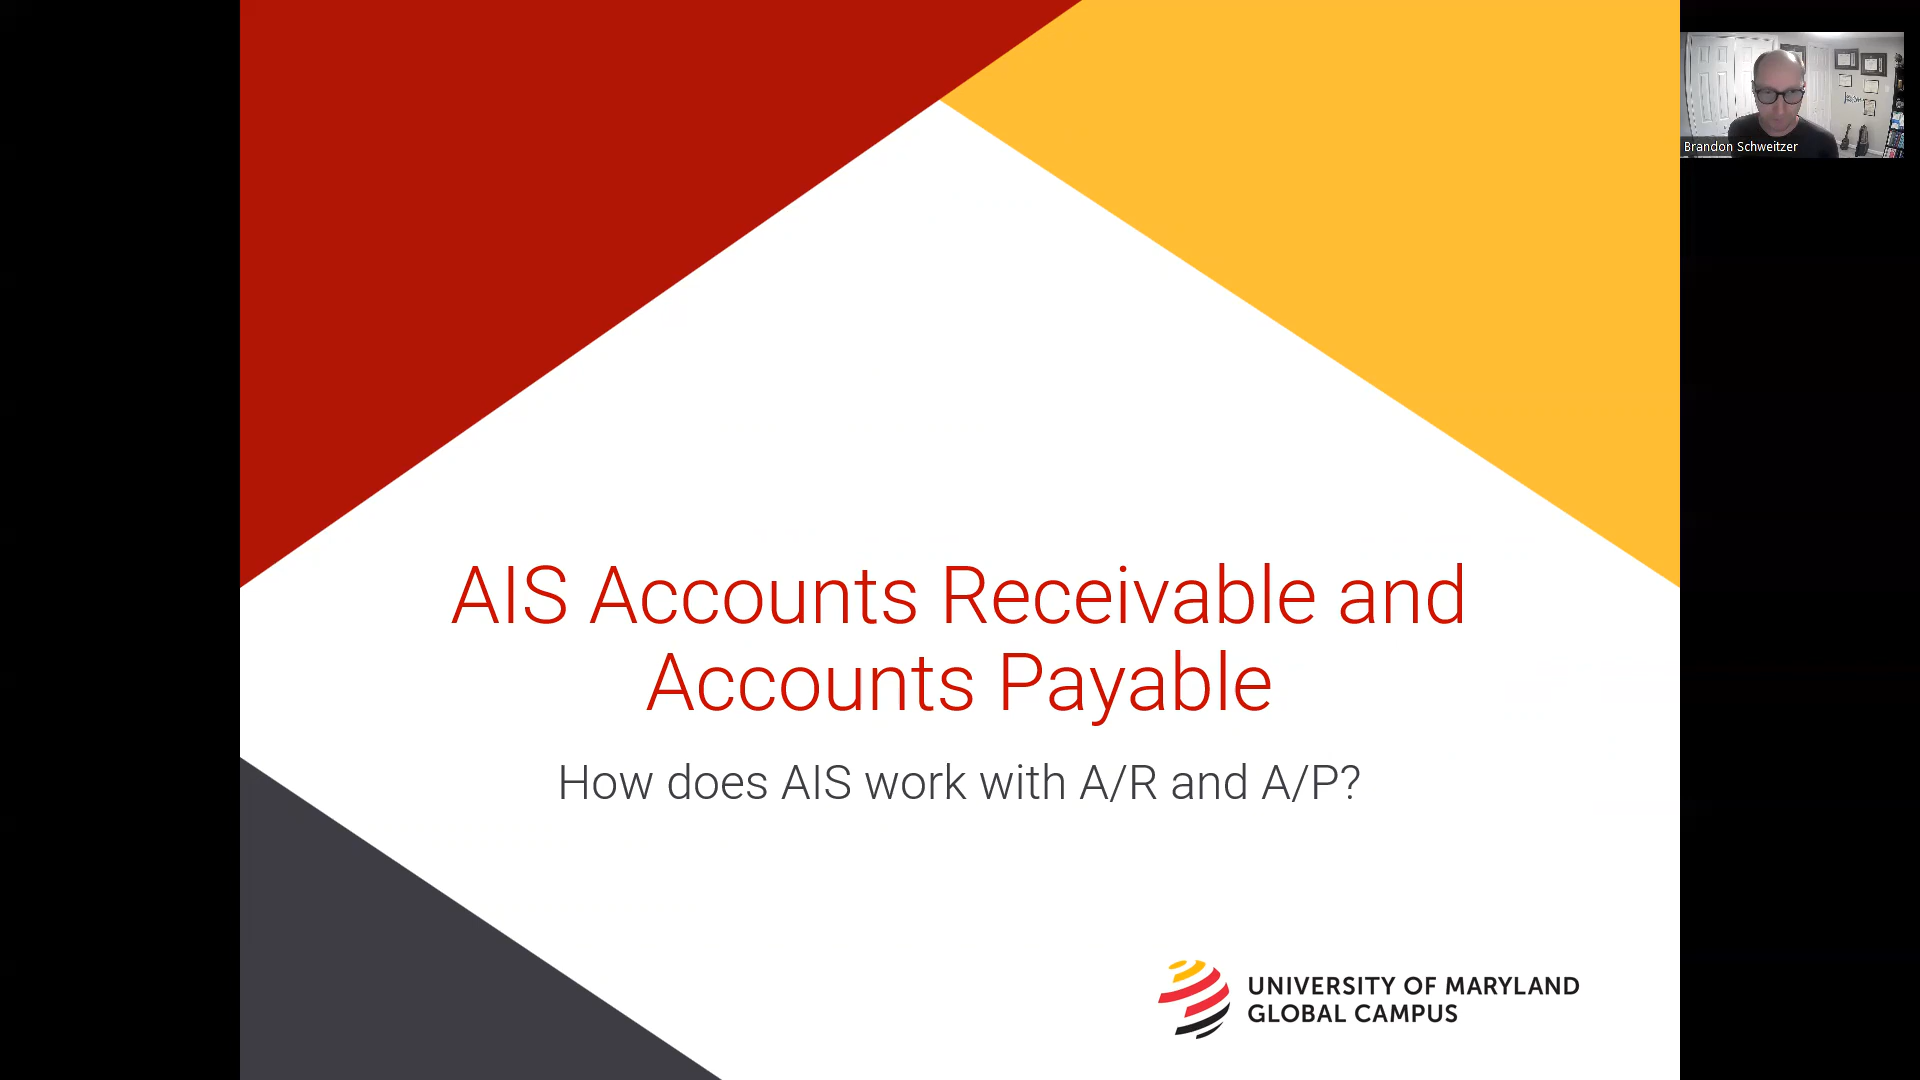 AIS Accounts Receivable and
Accounts Payable
How does AIS work with A/R and A/P?
UNIVERSITY OF MARYLAND
GLOBAL CAMPUS
Brandon Schweitzer